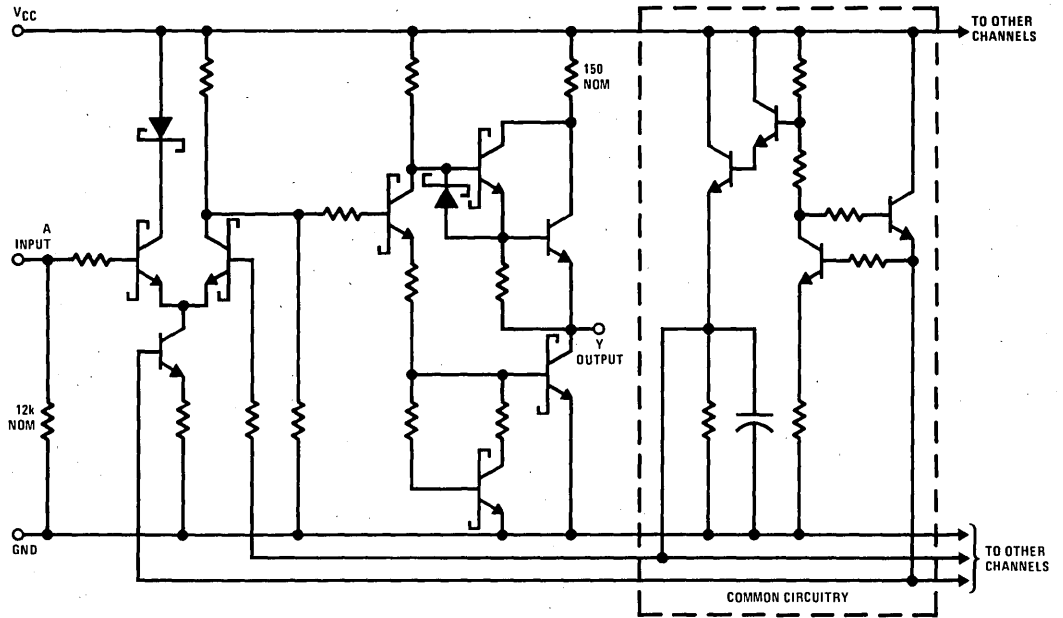 VCC
TO OTHER
CHANNELS
150
NOM
A
INPUT
Y
OUTPUT
12k
NOM
GND
TO OTHER
CHANNELS
COMMON CIRCUITRY